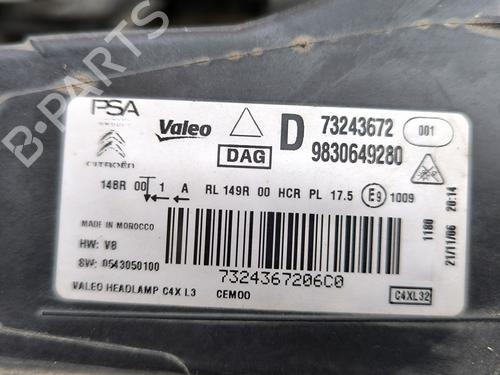 B-PARTS
PSA
Valeo
DAG
D
73243672
001
9830649280
CITROËN
148R 00 1 A RL 149R 00 HCR PL 17.5 E9 1009
MADE IN MOROCCO
HW: V8
SW: 0543050100
7324367206C0
VALEO HEADLAMP C4X L3 CEM00
C4XL32
1180
21/11/06 20:14